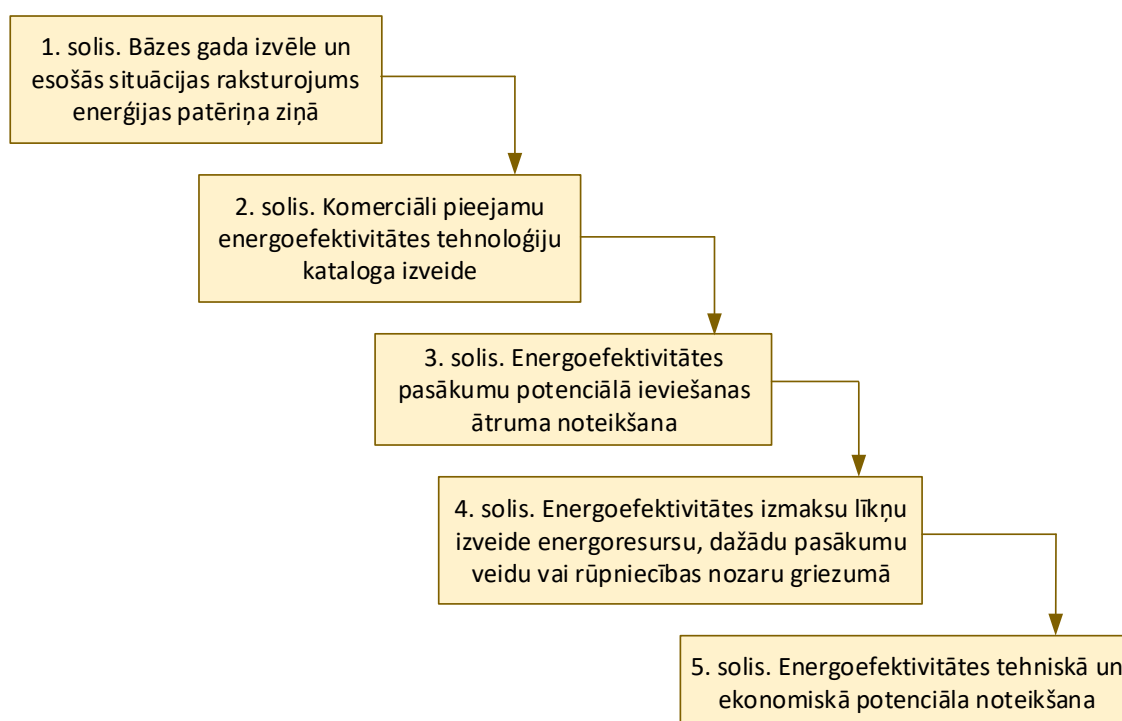 1. solis. Bāzes gada izvēle un
esošās situācijas raksturojums
enerģijas patēriņa ziņā
2. solis. Komerciāli pieejamu
energoefektivitātes tehnoloģiju
kataloga izveide
3. solis. Energoefektivitātes
pasākumu potenciālā ieviešanas
ātruma noteikšana
4. solis. Energoefektivitātes izmaksu līkņu
izveide energoresursu, dažādu pasākumu
veidu vai rūpniecības nozaru griezumā
5. solis. Energoefektivitātes tehniskā un
ekonomiskā potenciāla noteikšana